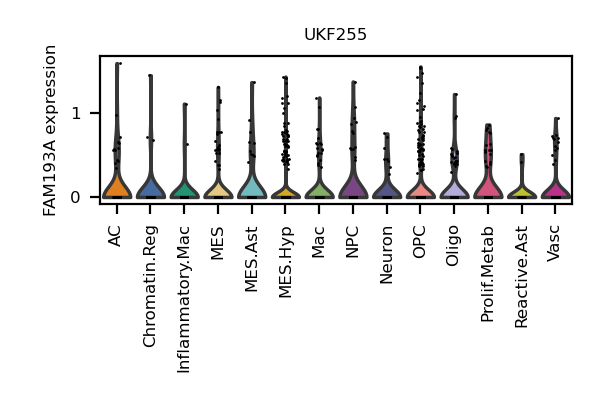 UKF255
FAM193A expression
1
0
AC
Chromatin.Reg
Inflammatory.Mac
MES
MES.Ast
MES.Hyp
Mac
NPC
Neuron
OPC
Oligo
Prolif.Metab
Reactive.Ast
Vasc